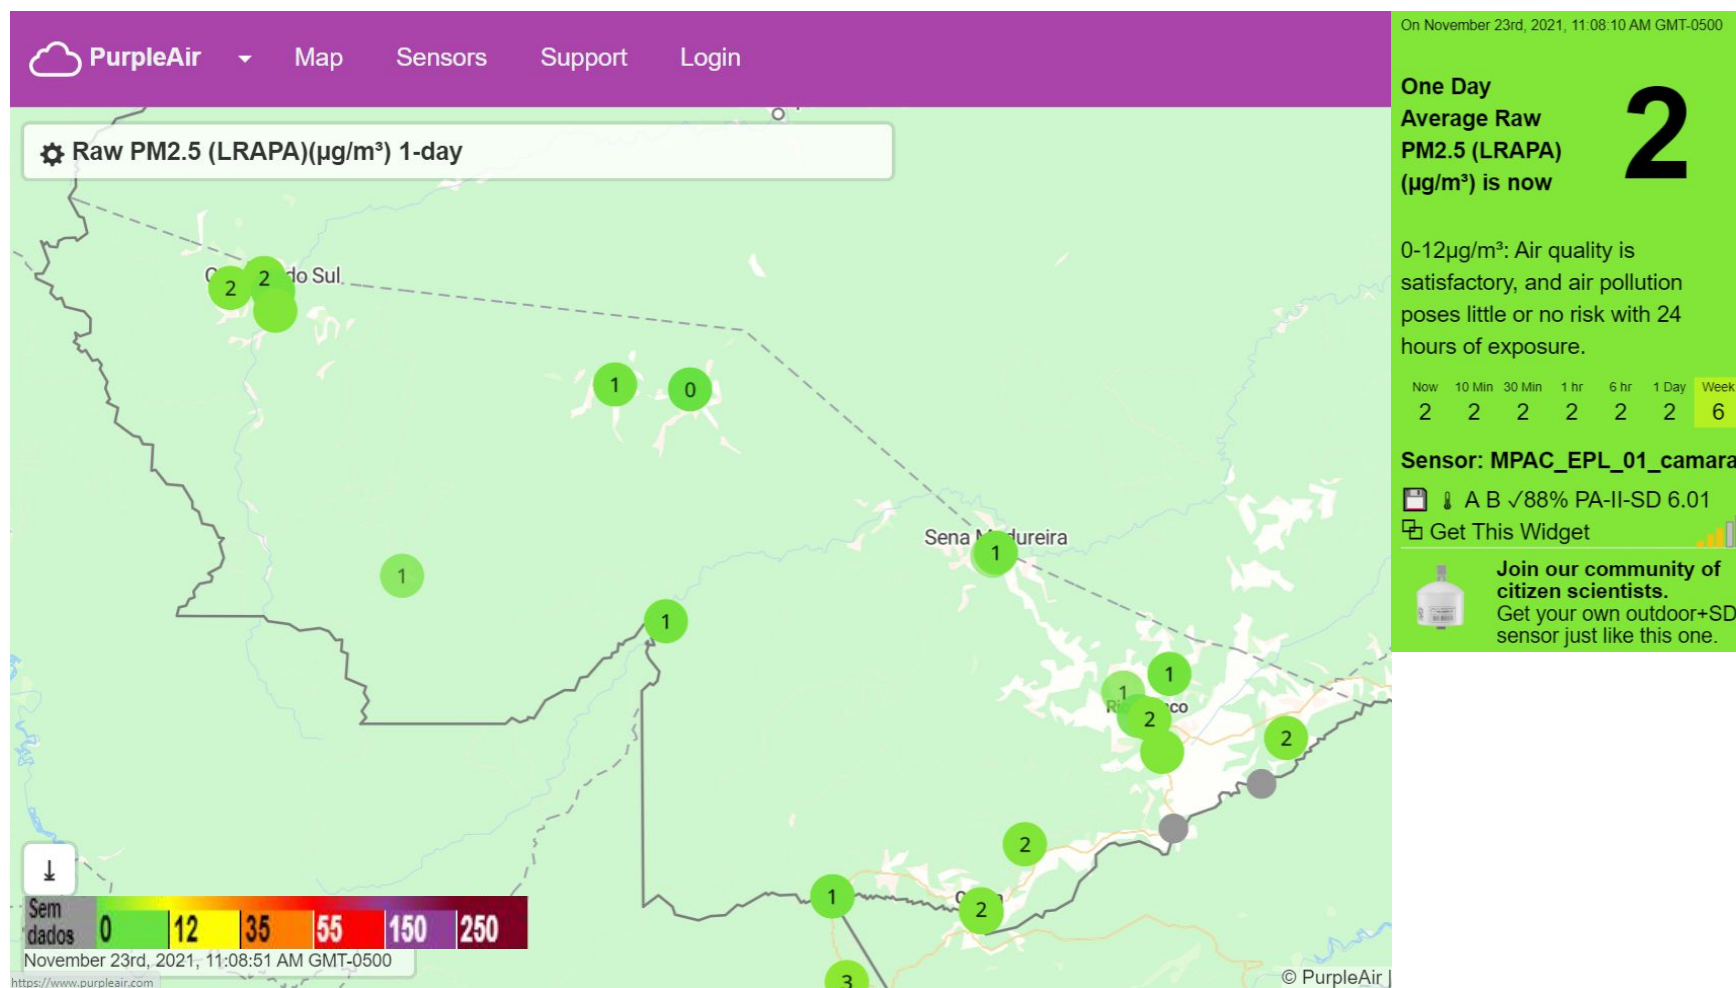 PurpleAir
Map
Sensors
Support
Login
Raw PM2.5 (LRAPA)(µg/m³) 1-day
2
2
do Sul
1
0
1
Sena Madureira
1
1
1
1
2
2
2
1
2
3
Sem dados
0
12
35
55
150
250
November 23rd, 2021, 11:08:51 AM GMT-0500
https://www.purpleair.com
© PurpleAir |
On November 23rd, 2021, 11:08:10 AM GMT-0500
One Day
Average Raw
PM2.5 (LRAPA)
(µg/m³) is now
2
0-12µg/m³: Air quality is
satisfactory, and air pollution
poses little or no risk with 24
hours of exposure.
Now 10 Min 30 Min 1 hr 6 hr 1 Day Week
2 2 2 2 2 2 6
Sensor: MPAC_EPL_01_camara
A B ✓88% PA-II-SD 6.01
Get This Widget
Join our community of
citizen scientists.
Get your own outdoor+SD
sensor just like this one.